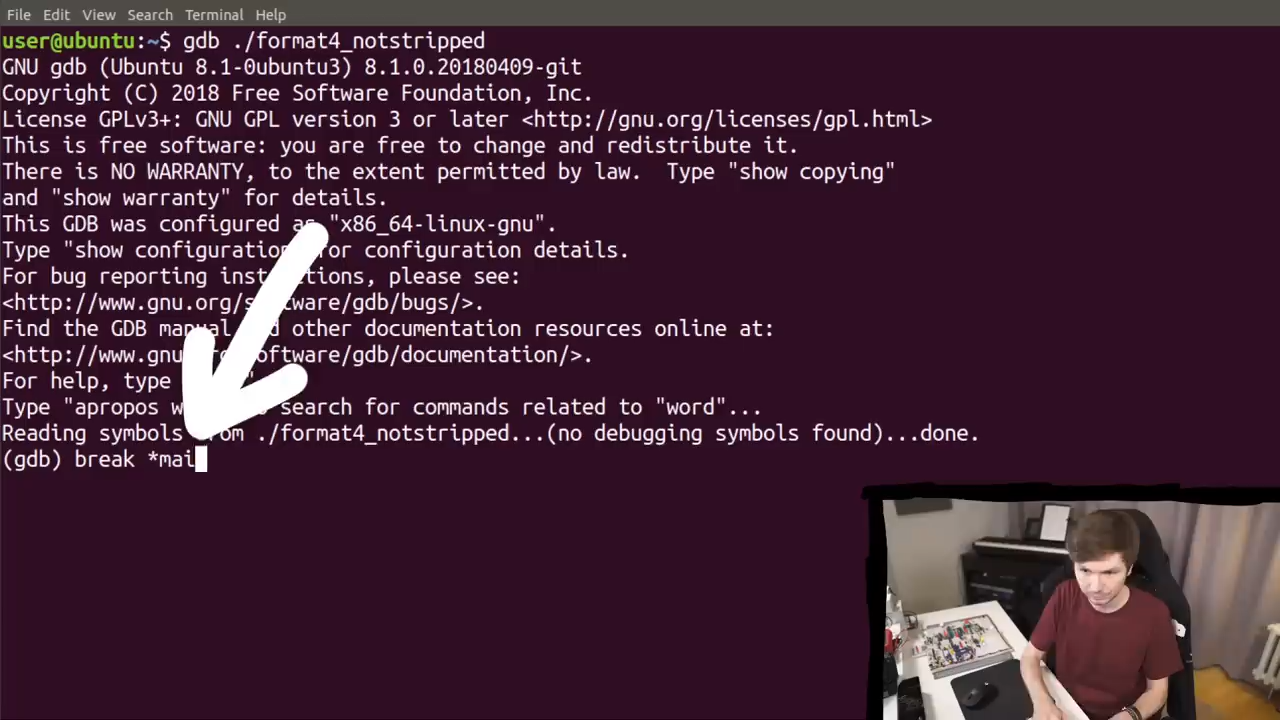 File Edit View Search Terminal Help
user@ubuntu:~$ gdb ./format4_notstripped
GNU gdb (Ubuntu 8.1-0ubuntu3) 8.1.0.20180409-git
Copyright (C) 2018 Free Software Foundation, Inc.
License GPLv3+: GNU GPL version 3 or later <http://gnu.org/licenses/gpl.html>
This is free software: you are free to change and redistribute it.
There is NO WARRANTY, to the extent permitted by law.  Type "show copying"
and "show warranty" for details.
This GDB was configured as "x86_64-linux-gnu".
Type "show configuration" for configuration details.
For bug reporting instructions, please see:
<http://www.gnu.org/software/gdb/bugs/>.
Find the GDB manual and other documentation resources online at:
<http://www.gnu.org/software/gdb/documentation/>.
For help, type
Type "apropos search for commands related to "word"...
Reading symbols from ./format4_notstripped...(no debugging symbols found)...done.
(gdb) break *mai